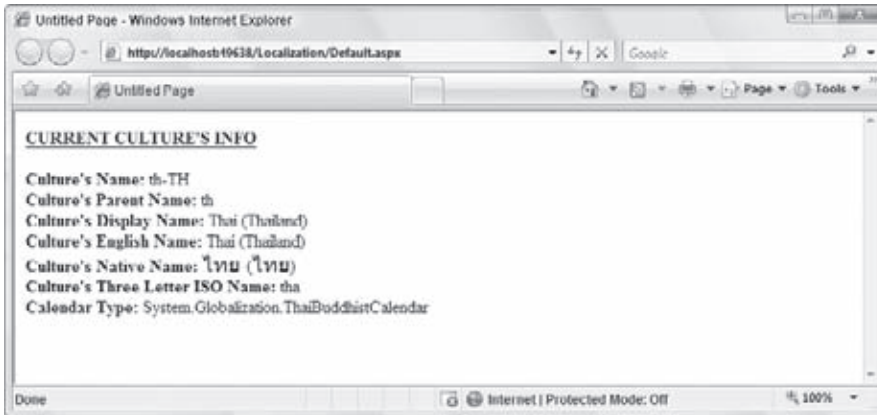 Untitled Page - Windows Internet Explorer
http://localhost:49638/Localization/Default.aspx
Google
Untitled Page
Page
Tools
CURRENT CULTURE'S INFO
Culture's Name: th-TH
Culture's Parent Name: th
Culture's Display Name: Thai (Thailand)
Culture's English Name: Thai (Thailand)
Culture's Native Name: ไทย (ไทย)
Culture's Three Letter ISO Name: tha
Calendar Type: System.Globalization.ThaiBuddhistCalendar
Done
Internet | Protected Mode: Off
100%